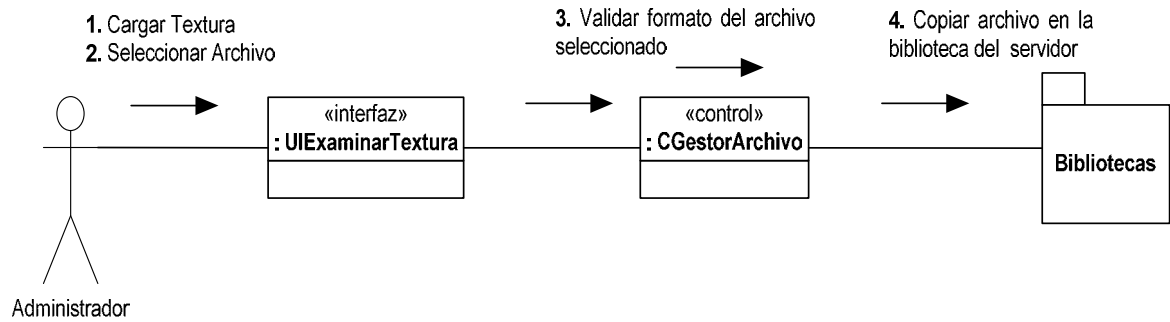 1. Cargar Textura
2. Seleccionar Archivo
3. Validar formato del archivo
seleccionado
4. Copiar archivo en la
biblioteca del servidor
«interfaz»
: UIExaminarTextura
«control»
: CGestorArchivo
Bibliotecas
Administrador